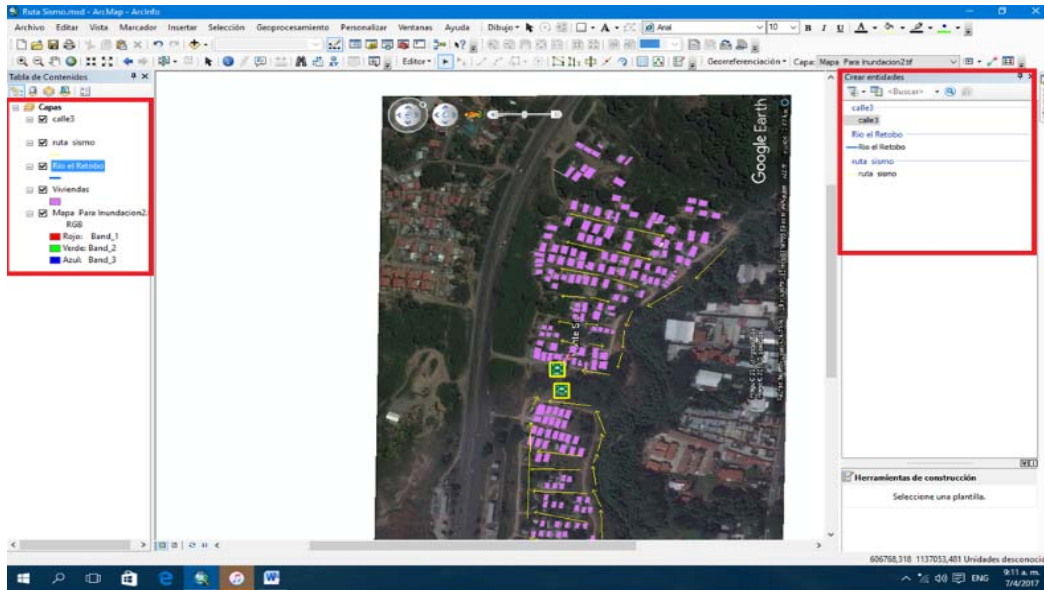 Ruta Sismo.mxd - ArcMap - ArcInfo
Archivo Editar Vista Marcador Insertar Selección Geoprocesamiento Personalizar Ventanas Ayuda Dibujo A Arial 10 B I U A
Editor Georreferenciación Capa: Mapa Para Inundacion2.tif
Tabla de Contenidos
Capas
calle3
ruta sismo
Rio el Retobo
Viviendas
Mapa Para Inundacion2.
RGB
Rojo: Band_1
Verde: Band_2
Azul: Band_3
Google Earth
Crear entidades
<Buscar>
calle3
calle3
Rio el Retobo
Rio el Retobo
ruta sismo
ruta sismo
Herramientas de construcción
Seleccione una plantilla.
606768,318 1137053,481 Unidades desconocid
ENG
9:11 a. m.
7/4/2017